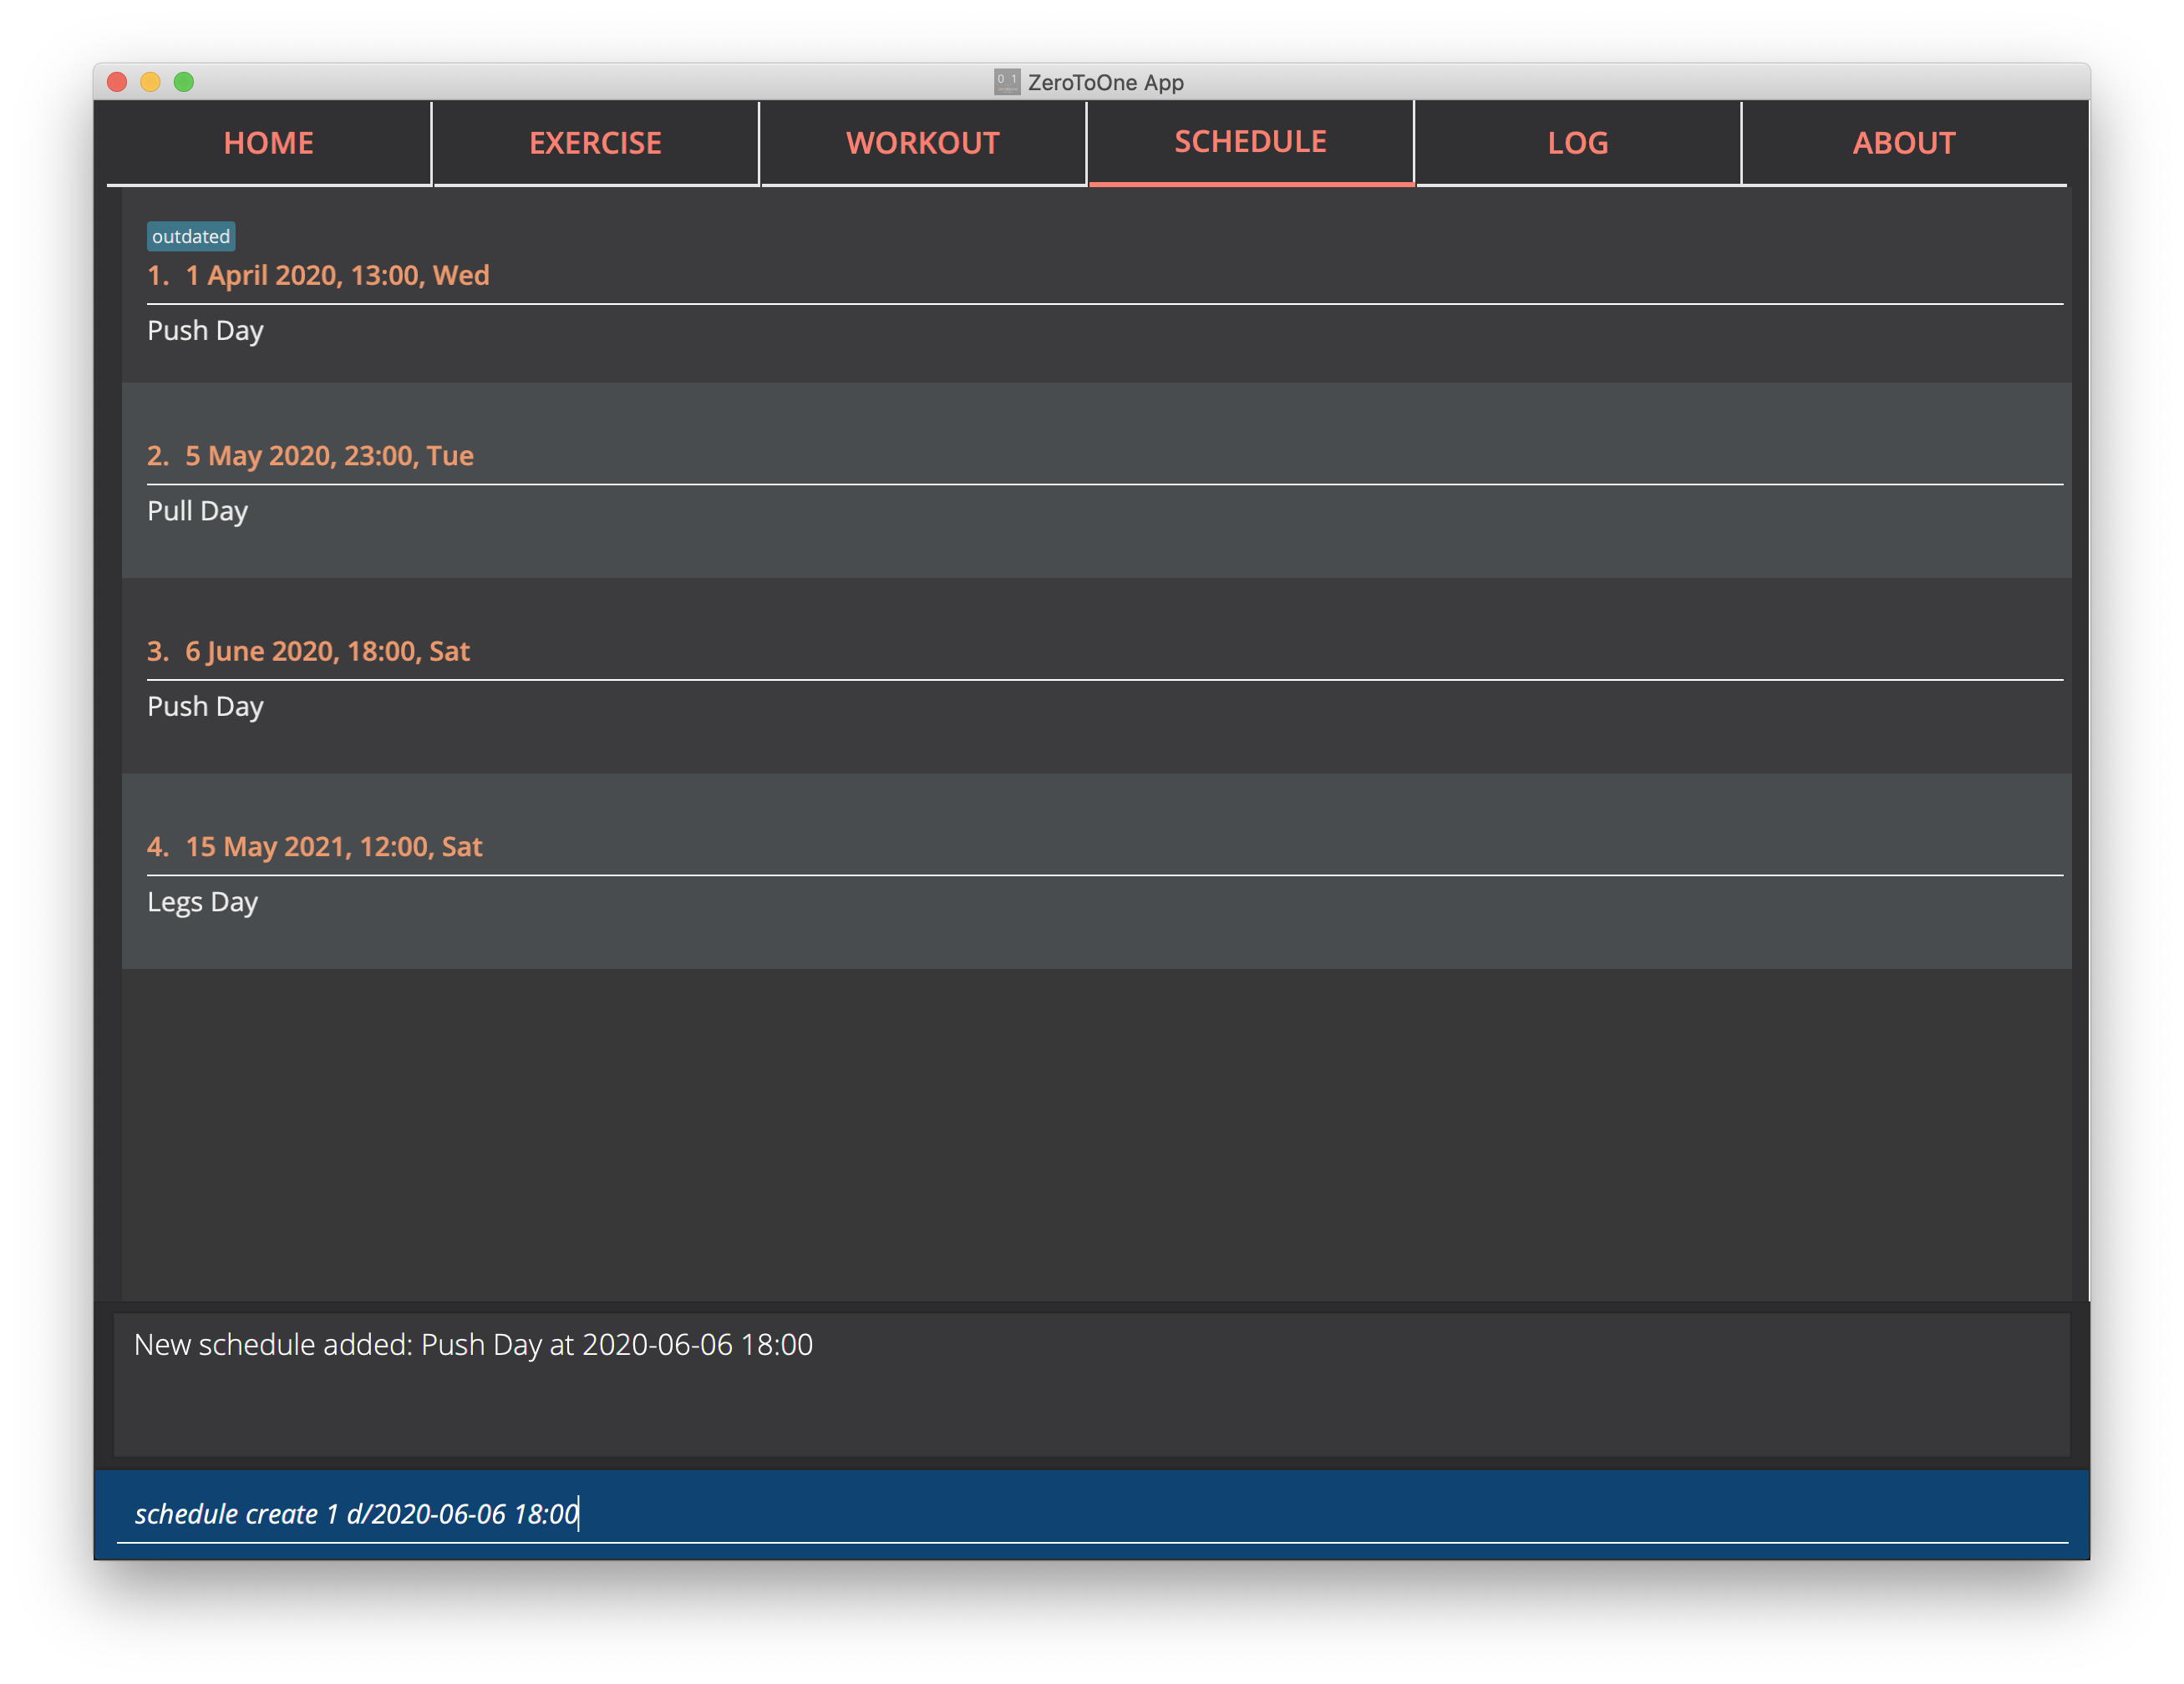 0 1
ZeroToOne App
HOME EXERCISE WORKOUT SCHEDULE LOG ABOUT
outdated
1. 1 April 2020, 13:00, Wed
Push Day
2. 5 May 2020, 23:00, Tue
Pull Day
3. 6 June 2020, 18:00, Sat
Push Day
4. 15 May 2021, 12:00, Sat
Legs Day
New schedule added: Push Day at 2020-06-06 18:00
schedule create 1 d/2020-06-06 18:00